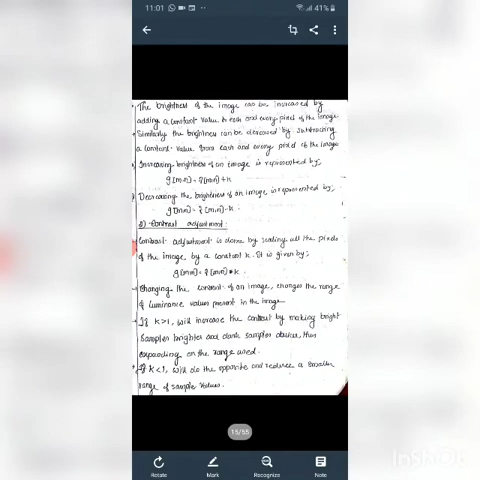 11:01
41%
The brightness of the image can be increased by
adding a constant value to each and every pixel of the image
Similarly the brightness can be decreased by subtracting
a constant value from each and every pixel of the image
Increasing brightness of an image is represented by;
g[m,n] = f[m,n]+k
Decreasing the brightness of an image is represented by;
g[m,n] = f[m,n]-k.
2) Contrast adjustment:
Contrast adjustment is done by scaling all the pixels
of the image by a constant k. It is given by;
g[m,n] = f[m,n] * k.
Changing the contrast of an image, changes the range
of luminance values present in the image
If k>1, will increase the contrast by making bright
samples brighter and dark samples darker, thus
expanding on the range used.
If k<1, will do the opposite and reduce a smaller
range of sample values.
15/55
Rotate Mark Recognize Note
InShOt